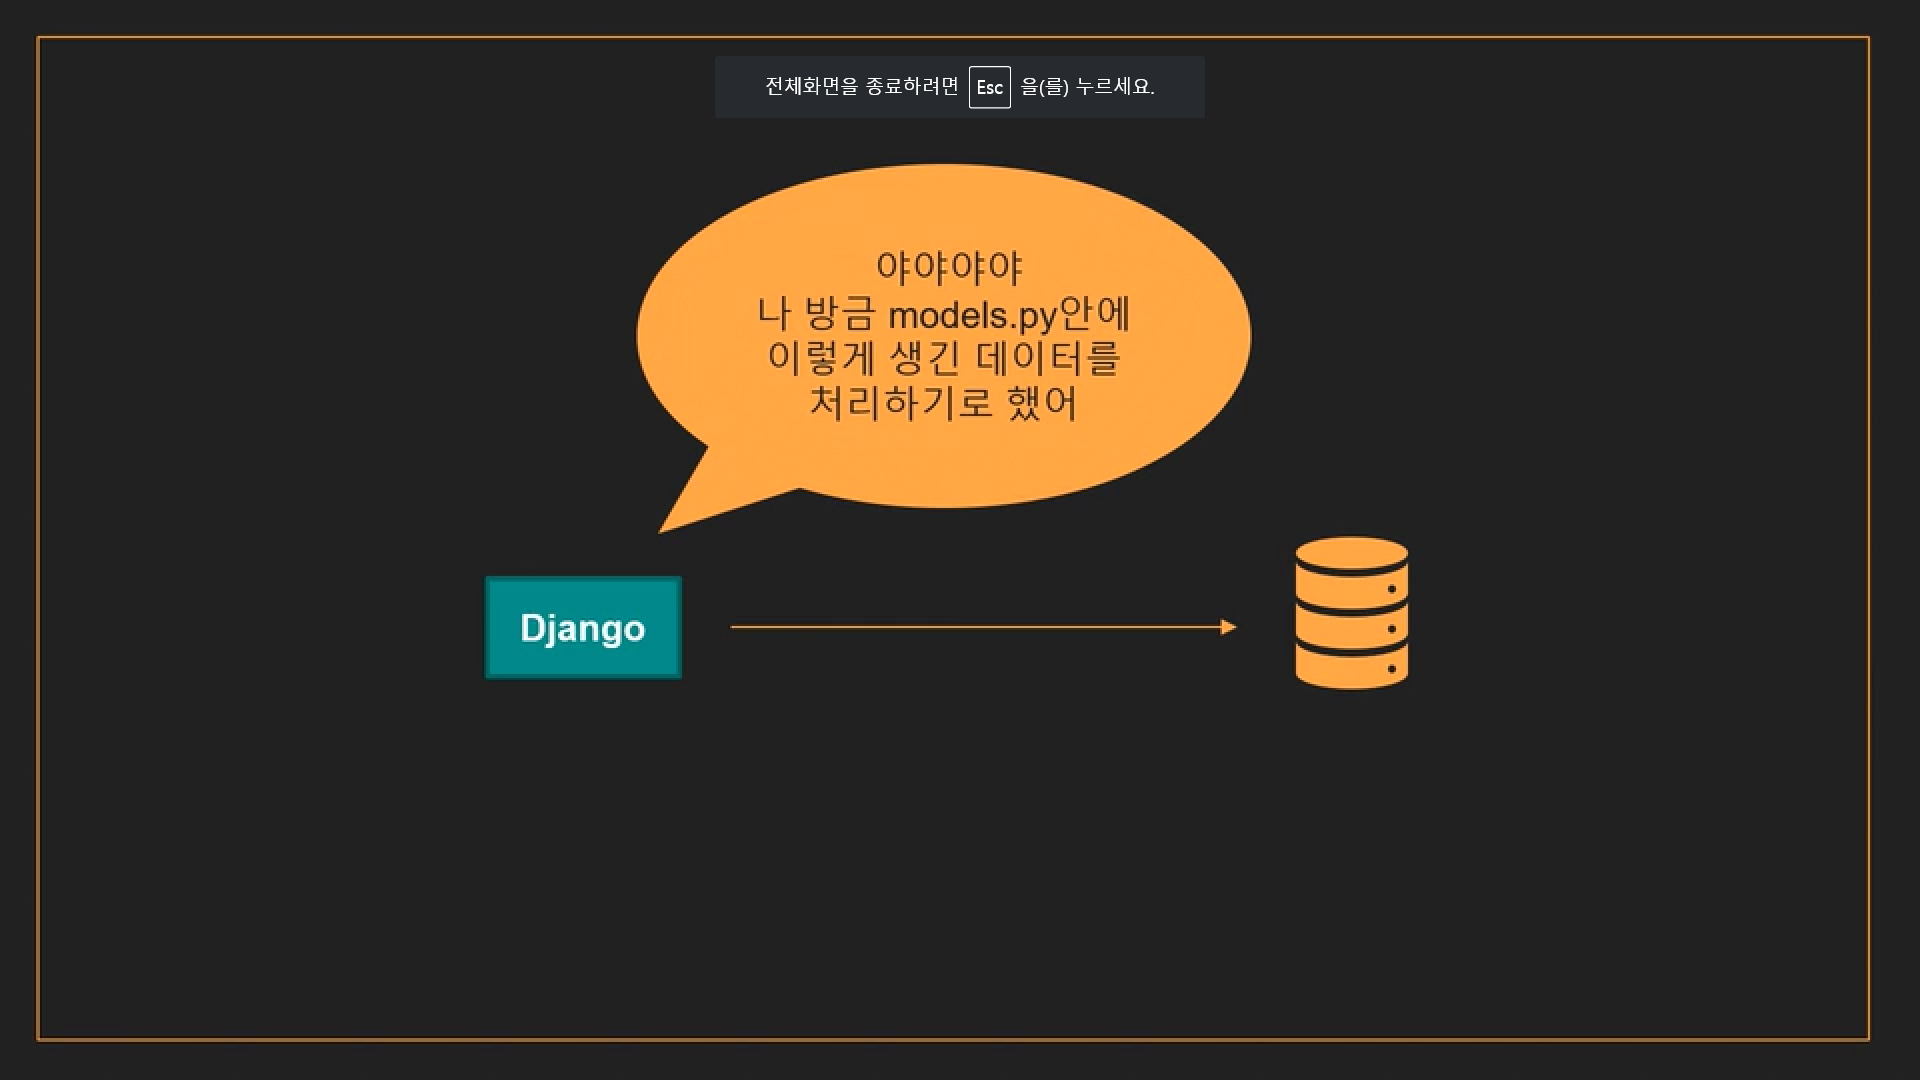 전체화면을 종료하려면 Esc 을(를) 누르세요.
야야야야
나 방금 models.py안에
이렇게 생긴 데이터를
처리하기로 했어
Django